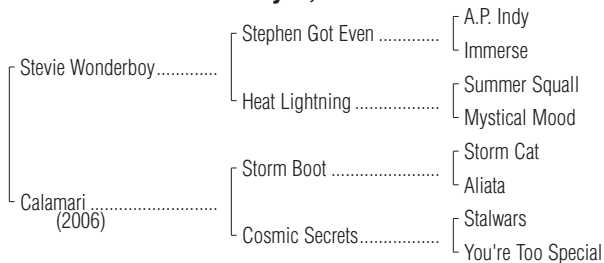 A.P. Indy
Stephen Got Even .............
Immerse
Stevie Wonderboy.............
Summer Squall
Heat Lightning ..................
Mystical Mood
Storm Cat
Storm Boot .......................
Aliata
Calamari ...........................
(2006)
Stalwars
Cosmic Secrets.................
You're Too Special